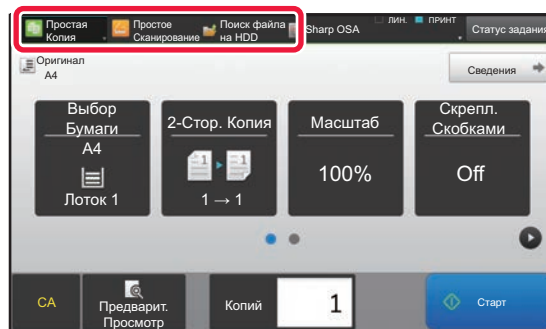 Простая
Копия
Простое
Сканирование
Поиск файла
на HDD
Sharp OSA
ЛИН.
ПРИНТ
Статус задания
Оригинал
A4
Сведения
Выбор
Бумаги
A4
Лоток 1
2-Стор. Копия
1 1
1 → 1
Масштаб
100%
Скрепл.
Скобками
Off
CA
Предварит.
Просмотр
Копий
1
Старт